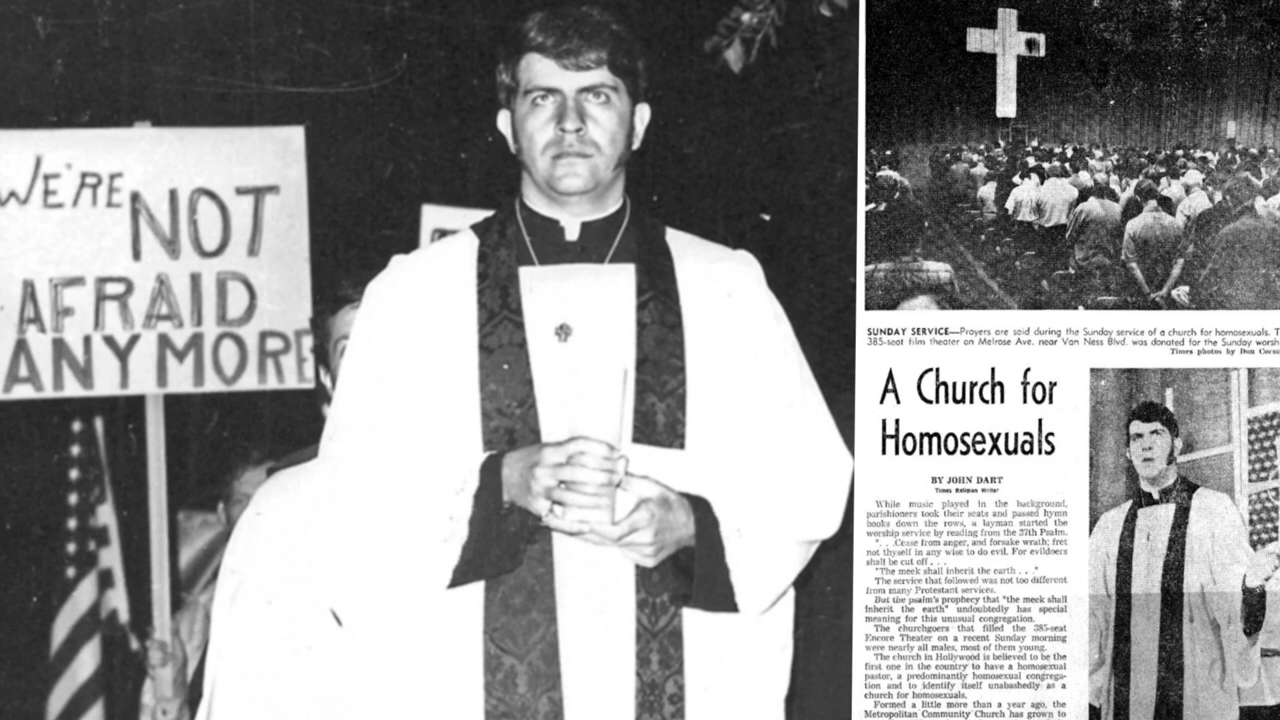 WE'RE NOT
AFRAID
ANYMORE
SUNDAY SERVICE—Prayers are said during the Sunday service of a church for homosexuals. T
385-seat film theater on Melrose Ave. near Van Ness Blvd. was donated for the Sunday worsh
Times photos by Don Corm
A Church for
Homosexuals
BY JOHN DART
Times Religion Writer
While music played in the background,
parishioners took their seats and passed hymn
books down the rows, a layman started the
worship service by reading from the 37th Psalm.
". . .Cease from anger, and forsake wrath; fret
not thyself in any wise to do evil. For evildoers
shall be cut off . . .
"The meek shall inherit the earth . . ."
The service that followed was not too different
from many Protestant services.
But the psalm's prophecy that "the meek shall
inherit the earth" undoubtedly has special
meaning for this unusual congregation.
The churchgoers that filled the 385-seat
Encore Theater on a recent Sunday morning
were nearly all males, most of them young.
The church in Hollywood is believed to be the
first one in the country to have a homosexual
pastor, a predominantly homosexual congrega-
tion and to identify itself unabashedly as a
church for homosexuals.
Formed a little more than a year ago, the
Metropolitan Community Church has grown to